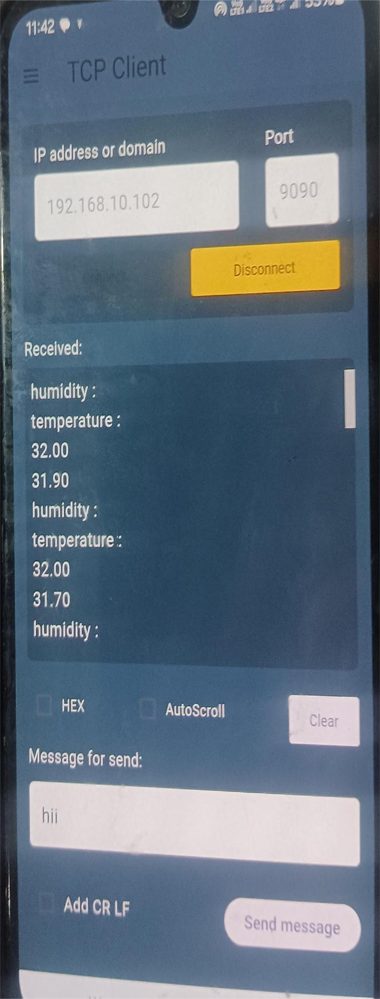 11:42
TCP Client
IP address or domain
Port
192.168.10.102
9090
Disconnect
Received:
humidity :
temperature :
32.00
31.90
humidity :
temperature :
32.00
31.70
humidity :
HEX
AutoScroll
Clear
Message for send:
hii
Add CR LF
Send message